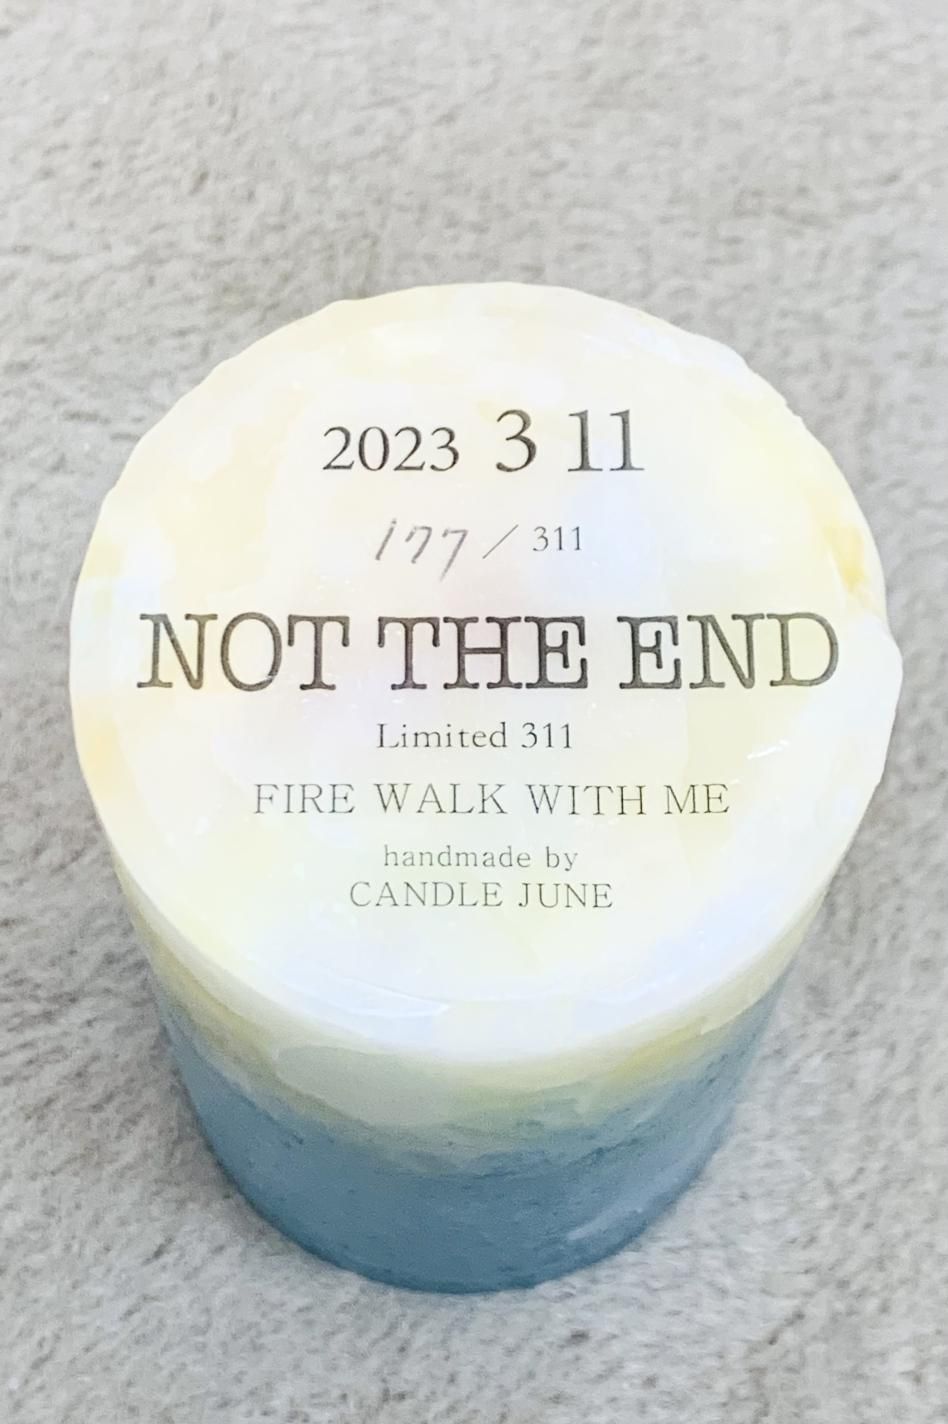 2023 3 11
177 / 311
NOT THE END
Limited 311
FIRE WALK WITH ME
handmade by
CANDLE JUNE